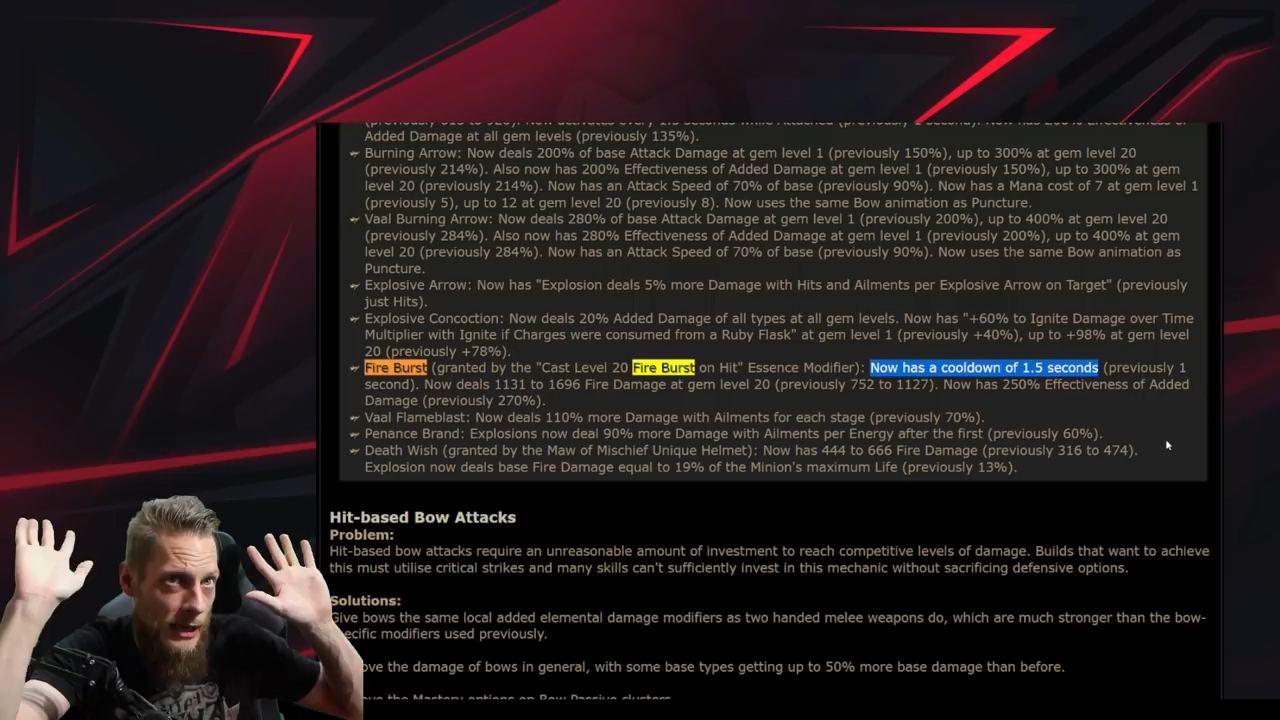 Added Damage at all gem levels (previously 135%).
Burning Arrow: Now deals 200% of base Attack Damage at gem level 1 (previously 150%), up to 300% at gem level 20
(previously 214%). Also now has 200% Effectiveness of Added Damage at gem level 1 (previously 150%), up to 300% at gem
level 20 (previously 214%). Now has an Attack Speed of 70% of base (previously 90%). Now has a Mana cost of 7 at gem level 1
(previously 5), up to 12 at gem level 20 (previously 8). Now uses the same Bow animation as Puncture.
Vaal Burning Arrow: Now deals 280% of base Attack Damage at gem level 1 (previously 200%), up to 400% at gem level 20
(previously 284%). Also now has 280% Effectiveness of Added Damage at gem level 1 (previously 200%), up to 400% at gem
level 20 (previously 284%). Now has an Attack Speed of 70% of base (previously 90%). Now uses the same Bow animation as
Puncture.
Explosive Arrow: Now has "Explosion deals 5% more Damage with Hits and Ailments per Explosive Arrow on Target" (previously
just Hits).
Explosive Concoction: Now deals 20% Added Damage of all types at all gem levels. Now has "+60% to Ignite Damage over Time
Multiplier with Ignite if Charges were consumed from a Ruby Flask" at gem level 1 (previously +40%), up to +98% at gem level
20 (previously +78%).
Fire Burst (granted by the "Cast Level 20 Fire Burst on Hit" Essence Modifier): Now has a cooldown of 1.5 seconds (previously 1
second). Now deals 1131 to 1696 Fire Damage at gem level 20 (previously 752 to 1127). Now has 250% Effectiveness of Added
Damage (previously 270%).
Vaal Flameblast: Now deals 110% more Damage with Ailments for each stage (previously 70%).
Penance Brand: Explosions now deal 90% more Damage with Ailments per Energy after the first (previously 60%).
Death Wish (granted by the Maw of Mischief Unique Helmet): Now has 444 to 666 Fire Damage (previously 316 to 474).
Explosion now deals base Fire Damage equal to 19% of the Minion's maximum Life (previously 13%).
Hit-based Bow Attacks
Problem:
Hit-based bow attacks require an unreasonable amount of investment to reach competitive levels of damage. Builds that want to achieve
this must utilise critical strikes and many skills can't sufficiently invest in this mechanic without sacrificing defensive options.
Solutions:
Give bows the same local added elemental damage modifiers as two handed melee weapons do, which are much stronger than the bow-
modifiers used previously.
the damage of bows in general, with some base types getting up to 50% more base damage than before.
the Mastery options on Bow Passive clusters